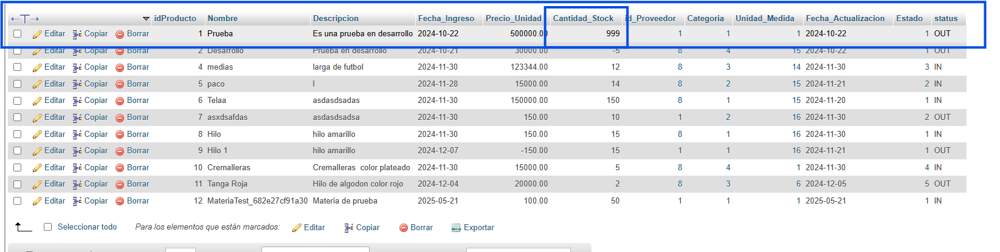 ←T→ idProducto Nombre Descripcion Fecha_Ingreso Precio_Unidad Cantidad_Stock id_Proveedor Categoria Unidad_Medida Fecha_Actualizacion Estado status
Editar Copiar Borrar 1 Prueba Es una prueba en desarrollo 2024-10-22 500000.00 999 1 1 1 2024-10-22 1 OUT
Editar Copiar Borrar 2 Desarrollo Prueba en desarrollo 2024-10-21 30000.00 -5 8 4 15 2024-10-22 1 OUT
Editar Copiar Borrar 4 medias larga de futbol 2024-11-30 123344.00 12 8 3 14 2024-11-30 3 IN
Editar Copiar Borrar 5 paco l 2024-11-28 15000.00 14 8 2 15 2024-11-21 2 IN
Editar Copiar Borrar 6 Telaa asdasdsadas 2024-11-30 150000.00 150 8 1 15 2024-11-20 1 IN
Editar Copiar Borrar 7 asxdsafdas asdasdsadsa 2024-11-30 150.00 10 1 2 16 2024-11-30 2 OUT
Editar Copiar Borrar 8 Hilo hilo amarillo 2024-11-30 150.00 15 8 1 16 2024-11-30 1 IN
Editar Copiar Borrar 9 Hilo 1 hilo amarillo 2024-12-07 -150.00 15 1 1 16 2024-11-21 1 OUT
Editar Copiar Borrar 10 Cremalleras Cremalleras color plateado 2024-11-30 15000.00 5 8 4 1 2024-11-30 4 IN
Editar Copiar Borrar 11 Tanga Roja Hilo de algodon color rojo 2024-12-04 20000.00 2 8 3 6 2024-12-05 5 OUT
Editar Copiar Borrar 12 MateriaTest_682e27cf91a30 Materia de prueba 2025-05-21 100.00 50 1 1 1 2025-05-21 1 IN
Seleccionar todo Para los elementos que están marcados: Editar Copiar Borrar Exportar